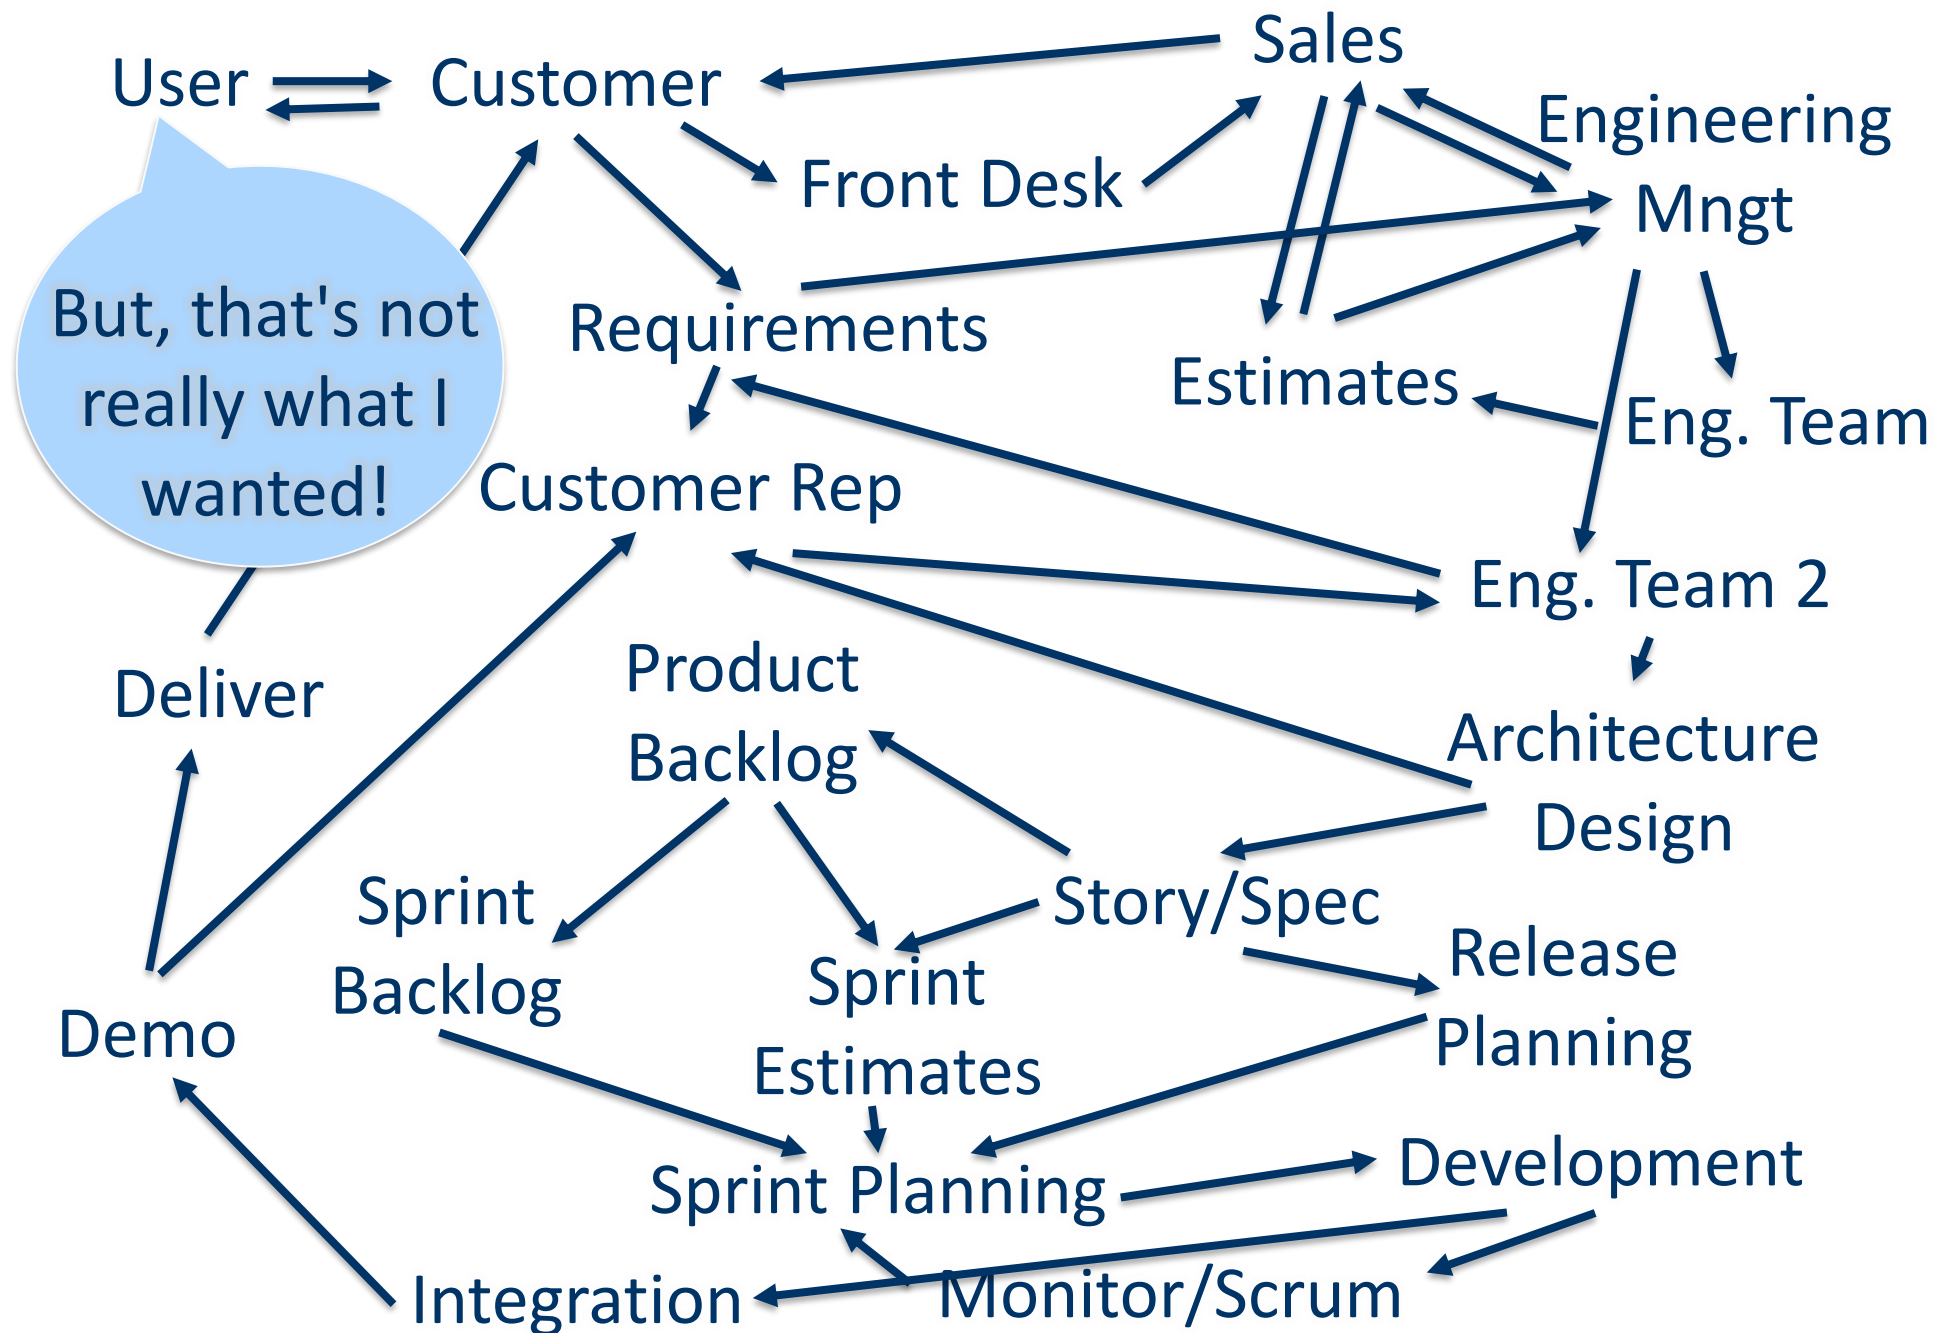 Sales
User
Customer
Engineering
Mngt
Front Desk
But, that's not
really what I
wanted!
Requirements
Estimates
Eng. Team
Customer Rep
Eng. Team 2
Product
Backlog
Deliver
Architecture
Design
Sprint
Backlog
Story/Spec
Sprint
Estimates
Release
Planning
Demo
Sprint Planning
Development
Integration
Monitor/Scrum